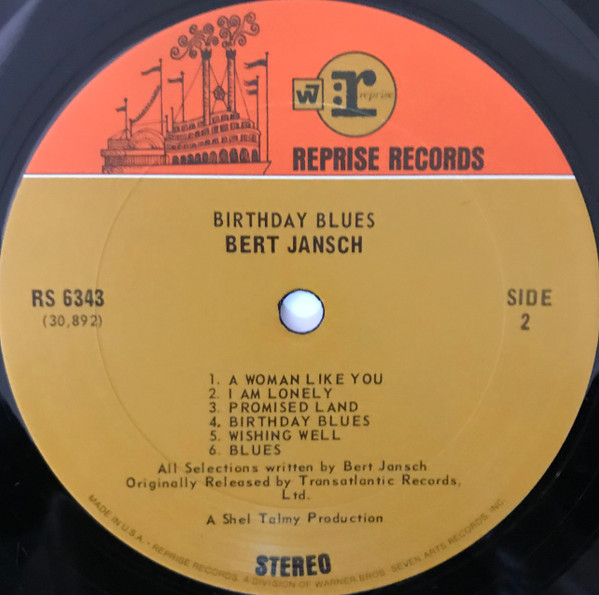 W7
r: reprise
REPRISE RECORDS
BIRTHDAY BLUES
BERT JANSCH
RS 6343
(30,892)
SIDE
2
1. A WOMAN LIKE YOU
2. I AM LONELY
3. PROMISED LAND
4. BIRTHDAY BLUES
5. WISHING WELL
6. BLUES
All Selections written by Bert Jansch
Originally Released by Transatlantic Records,
Ltd.
A Shel Talmy Production
STEREO
MADE IN U.S.A. - REPRISE RECORDS, A DIVISION OF WARNER BROS. SEVEN ARTS RECORDS, INC.